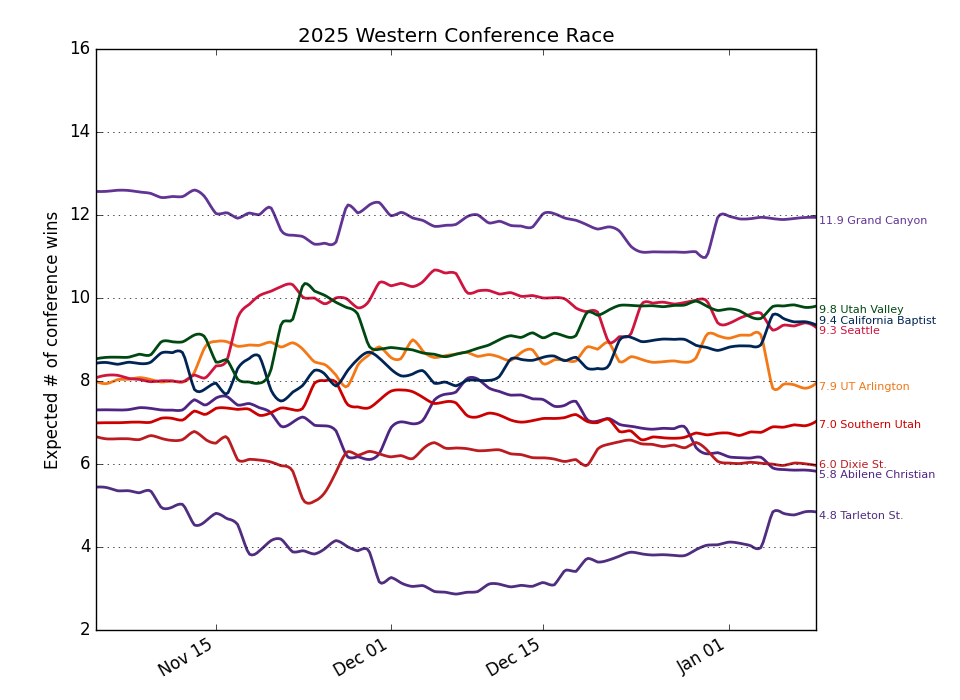 2025 Western Conference Race
Expected # of conference wins
16
14
12
10
8
6
4
2
11.9 Grand Canyon
9.8 Utah Valley
9.4 California Baptist
9.3 Seattle
7.9 UT Arlington
7.0 Southern Utah
6.0 Dixie St.
5.8 Abilene Christian
4.8 Tarleton St.
Nov 15
Dec 01
Dec 15
Jan 01